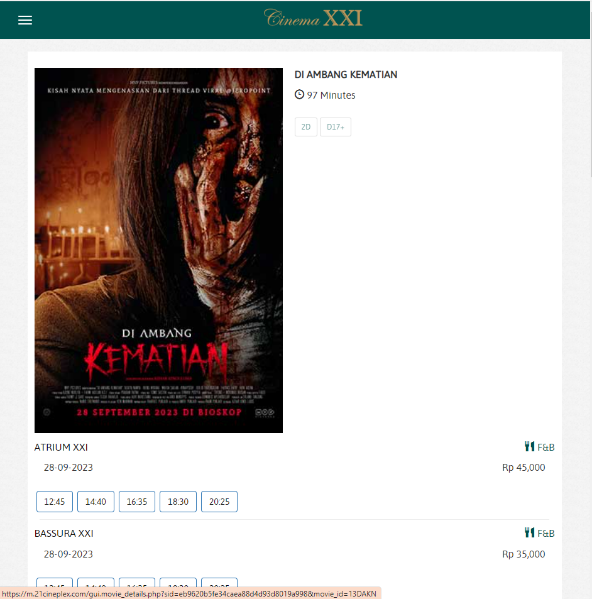 Cinema XXI
DI AMBANG KEMATIAN
97 Minutes
2D
D17+
KISAH NYATA MENGENASKAN DARI THREAD VIRAL @JEROPOINT
DI AMBANG
KEMATIAN
28 SEPTEMBER 2023 DI BIOSKOP
ATRIUM XXI
F&B
28-09-2023
Rp 45,000
12:45
14:40
16:35
18:30
20:25
BASSURA XXI
F&B
28-09-2023
Rp 35,000
https://m.21cineplex.com/gui.movie_details.php?sid=eb9620b5fe34caea88d4d93d8019a998&movie_id=13DAKN